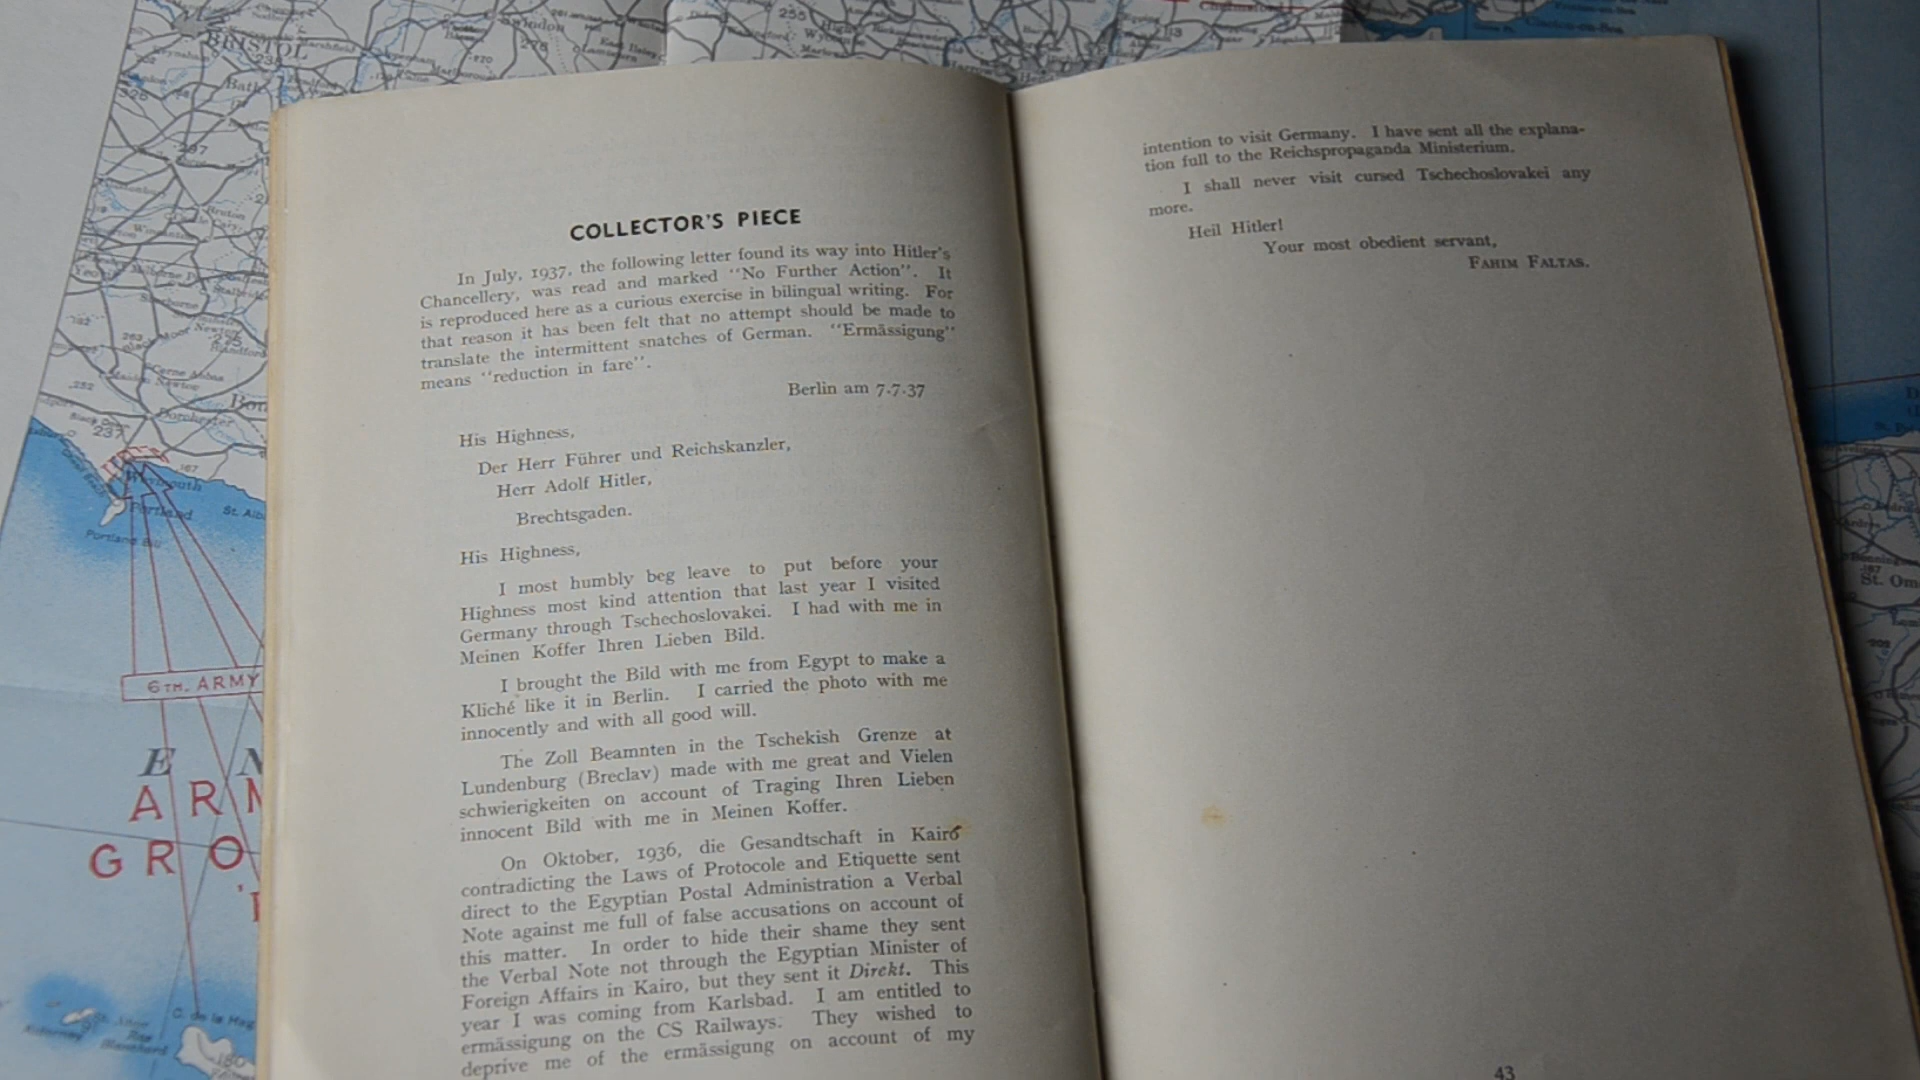 COLLECTOR'S PIECE
In July, 1937, the following letter found its way into Hitler's
Chancellery, was read and marked "No Further Action". It
is reproduced here as a curious exercise in bilingual writing. For
that reason it has been felt that no attempt should be made to
translate the intermittent snatches of German. "Ermässigung"
means "reduction in fare".
Berlin am 7-7-37
His Highness,
Der Herr Führer und Reichskanzler,
Herr Adolf Hitler,
Brechtsgaden.
His Highness,
I most humbly beg leave to put before your
Highness most kind attention that last year I visited
Germany through Tschechoslovakei. I had with me in
Meinen Koffer Ihren Lieben Bild.
I brought the Bild with me from Egypt to make a
Kliché like it in Berlin. I carried the photo with me
innocently and with all good will.
The Zoll Beamnten in the Tschekish Grenze at
Lundenburg (Breclav) made with me great and Vielen
schwierigkeiten on account of Traging Ihren Lieben
innocent Bild with me in Meinen Koffer.
On Oktober, 1936, die Gesandtschaft in Kairo
contradicting the Laws of Protocole and Etiquette sent
direct to the Egyptian Postal Administration a Verbal
Note against me full of false accusations on account of
this matter. In order to hide their shame they sent
the Verbal Note not through the Egyptian Minister of
Foreign Affairs in Kairo, but they sent it Direkt. This
year I was coming from Karlsbad. I am entitled to
ermässigung on the CS Railways. They wished to
deprive me of the ermässigung on account of my
intention to visit Germany. I have sent all the explana-
tion full to the Reichspropaganda Ministerium.
I shall never visit cursed Tschechoslovakei any
more.
Heil Hitler!
Your most obedient servant,
FAHIM FALTAS.
43
BRISTOL
Bath
Swindon
Bruton
Dorchester
Weymouth
Portland
Portland Bill
St. Alb
6TH. ARMY
E N
A R M
G R O
C. de la Hag
St. Om